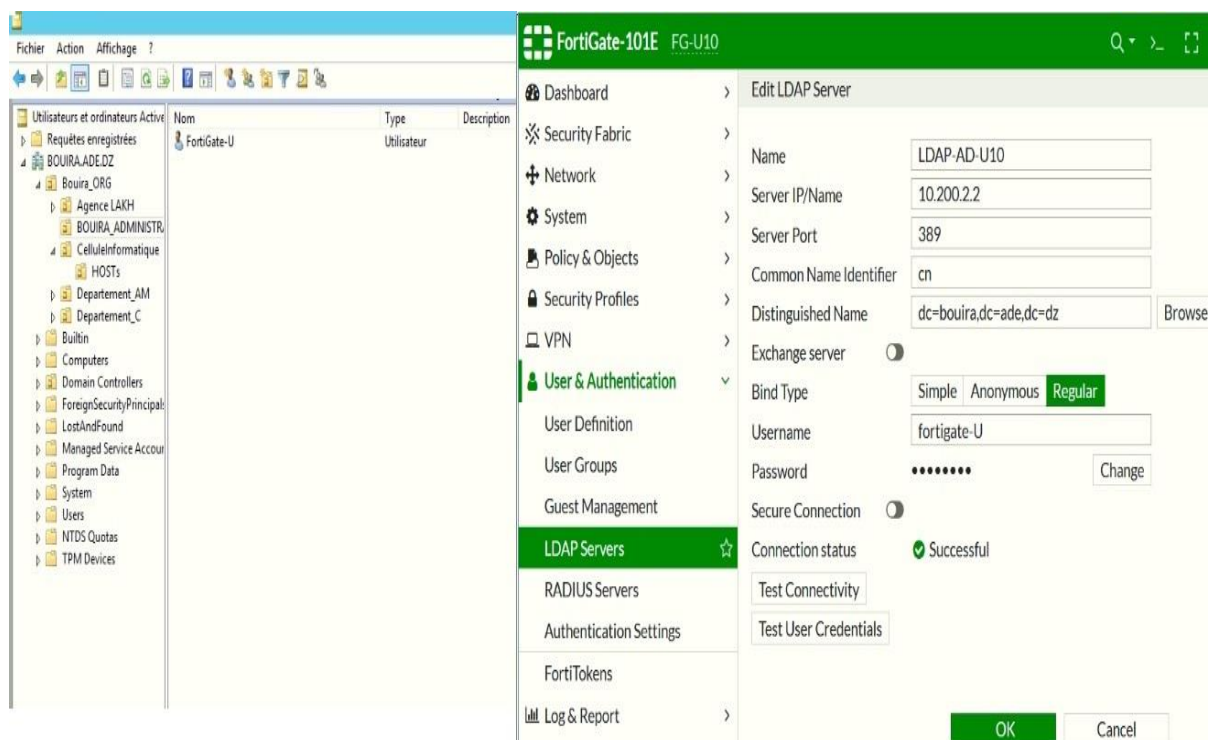 Fichier Action Affichage ?
Utilisateurs et ordinateurs Active
Requêtes enregistrées
BOUIRA.ADE.DZ
Bouira_ORG
Agence LAKH
BOUIRA_ADMINISTR
CelluleInformatique
HOSTs
Departement_AM
Departement_C
Builtin
Computers
Domain Controllers
ForeignSecurityPrincipals
LostAndFound
Managed Service Accour
Program Data
System
Users
NTDS Quotas
TPM Devices
Nom Type Description
FortiGate-U Utilisateur
FortiGate-101E FG-U10
Dashboard
Security Fabric
Network
System
Policy & Objects
Security Profiles
VPN
User & Authentication
User Definition
User Groups
Guest Management
LDAP Servers
RADIUS Servers
Authentication Settings
FortiTokens
Log & Report
Edit LDAP Server
Name LDAP-AD-U10
Server IP/Name 10.200.2.2
Server Port 389
Common Name Identifier cn
Distinguished Name dc=bouira,dc=ade,dc=dz Browse
Exchange server
Bind Type Simple Anonymous Regular
Username fortigate-U
Password •••••••• Change
Secure Connection
Connection status Successful
Test Connectivity
Test User Credentials
OK Cancel